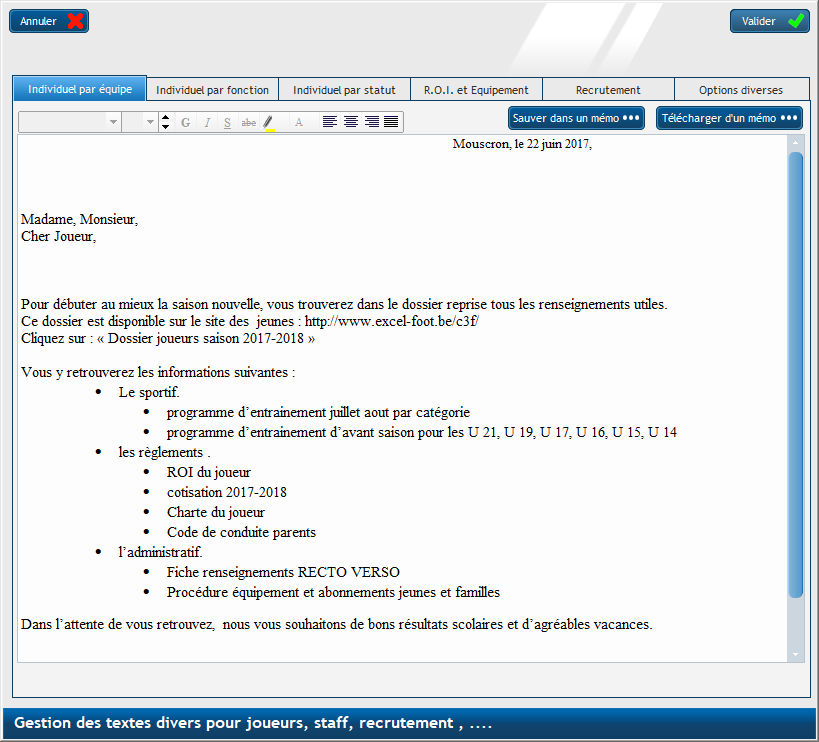 Annuler
Valider
Individuel par équipe
Individuel par fonction
Individuel par statut
R.O.I. et Equipement
Recrutement
Options diverses
G I S abc A
Sauver dans un mémo •••
Télécharger d'un mémo •••
Mouscron, le 22 juin 2017,
Madame, Monsieur,
Cher Joueur,
Pour débuter au mieux la saison nouvelle, vous trouverez dans le dossier reprise tous les renseignements utiles.
Ce dossier est disponible sur le site des  jeunes : http://www.excel-foot.be/c3f/
Cliquez sur : « Dossier joueurs saison 2017-2018 »
Vous y retrouverez les informations suivantes :
• Le sportif.
• programme d’entrainement juillet aout par catégorie
• programme d’entrainement d’avant saison pour les U 21, U 19, U 17, U 16, U 15, U 14
• les règlements .
• ROI du joueur
• cotisation 2017-2018
• Charte du joueur
• Code de conduite parents
• l’administratif.
• Fiche renseignements RECTO VERSO
• Procédure équipement et abonnements jeunes et familles
Dans l’attente de vous retrouvez,  nous vous souhaitons de bons résultats scolaires et d’agréables vacances.
Gestion des textes divers pour joueurs, staff, recrutement , ....